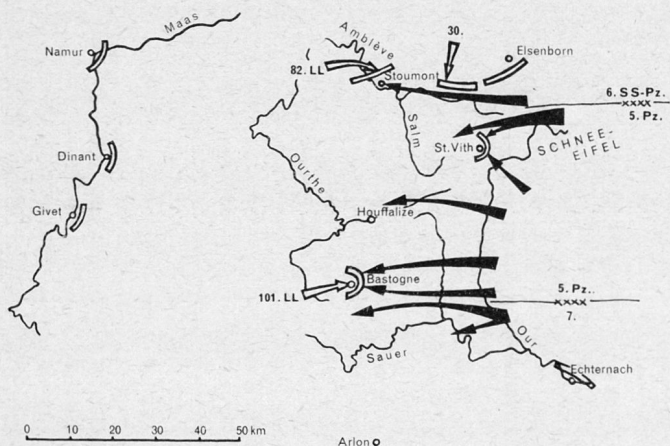 Maas
Namur
Dinant
Givet
Amblève
82. LL
Stoumont
30.
Elsenborn
6. SS-Pz.
xxxx
5. Pz.
Salm
St. Vith
SCHNEE-
EIFEL
Ourthe
Houffalize
Bastogne
101. LL
5. Pz.
xxxx
7.
Our
Sauer
Echternach
0 10 20 30 40 50 km
Arlon